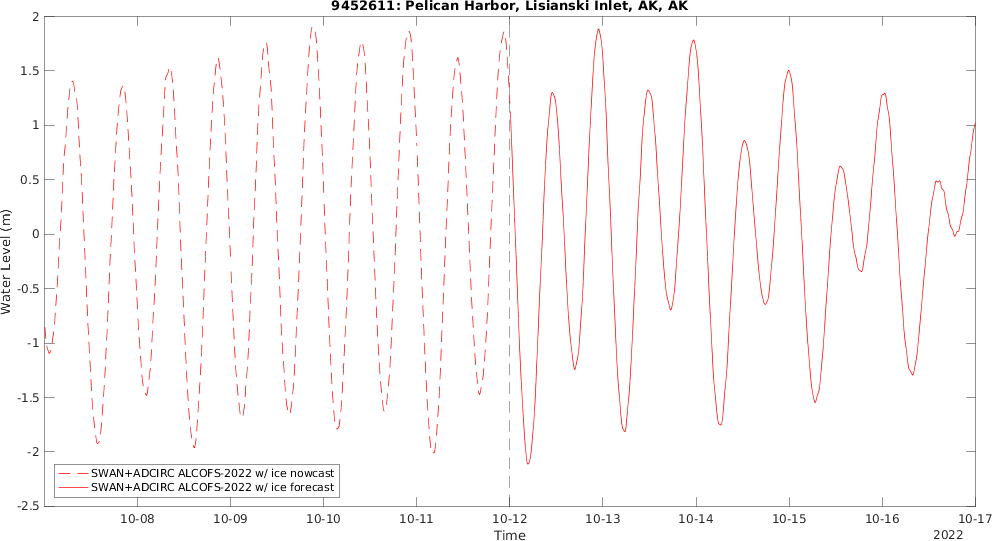 9452611: Pelican Harbor, Lisianski Inlet, AK, AK
2
1.5
1
0.5
0
-0.5
-1
-1.5
-2
-2.5
Water Level (m)
SWAN+ADCIRC ALCOFS-2022 w/ ice nowcast
SWAN+ADCIRC ALCOFS-2022 w/ ice forecast
10-08 10-09 10-10 10-11 10-12 10-13 10-14 10-15 10-16 10-17
Time
2022